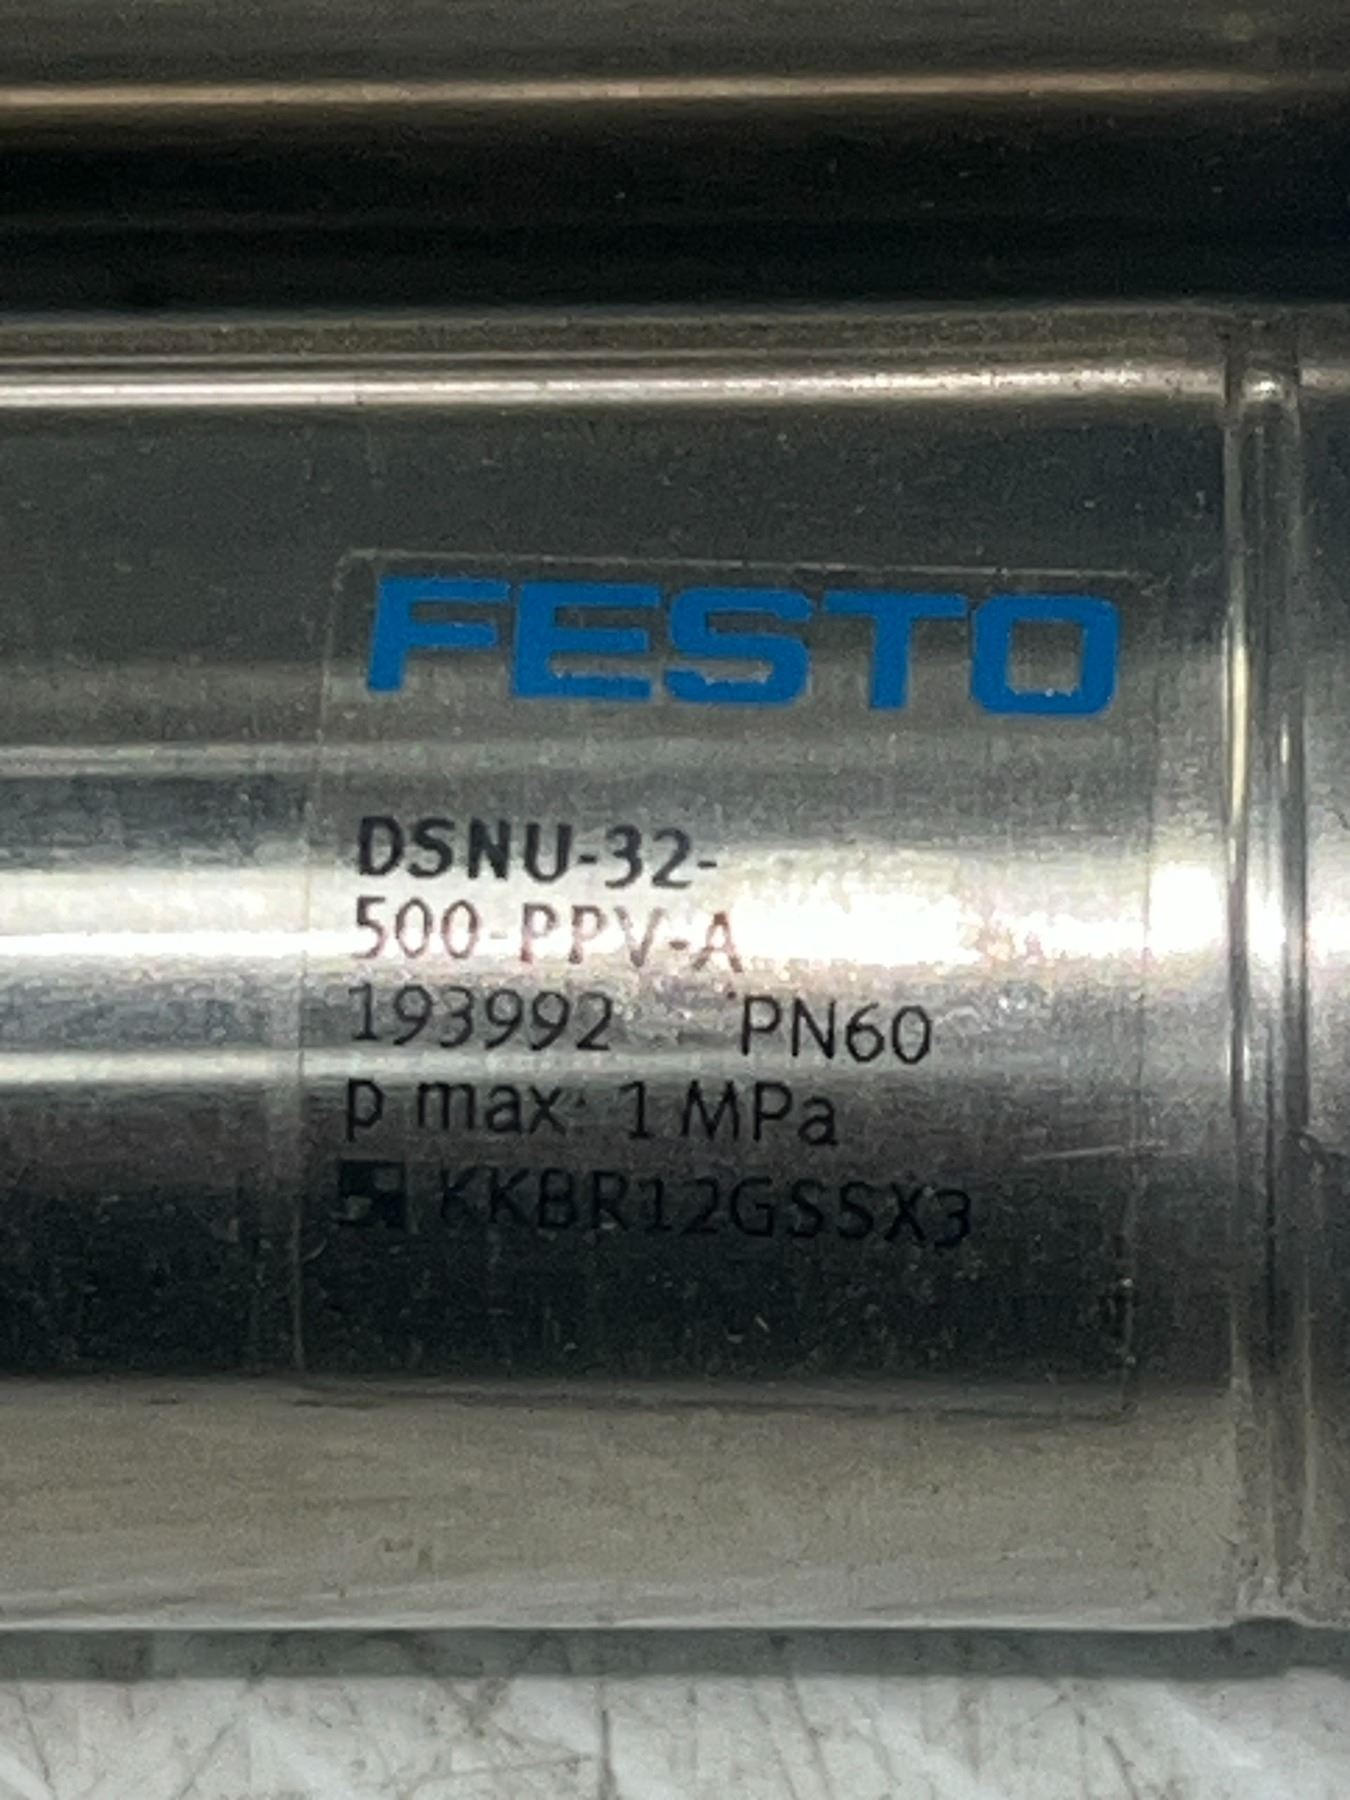 FESTO
DSNU-32-
500-PPV-A
193992 PN60
p max: 1 MPa
KKBR12GSSX3